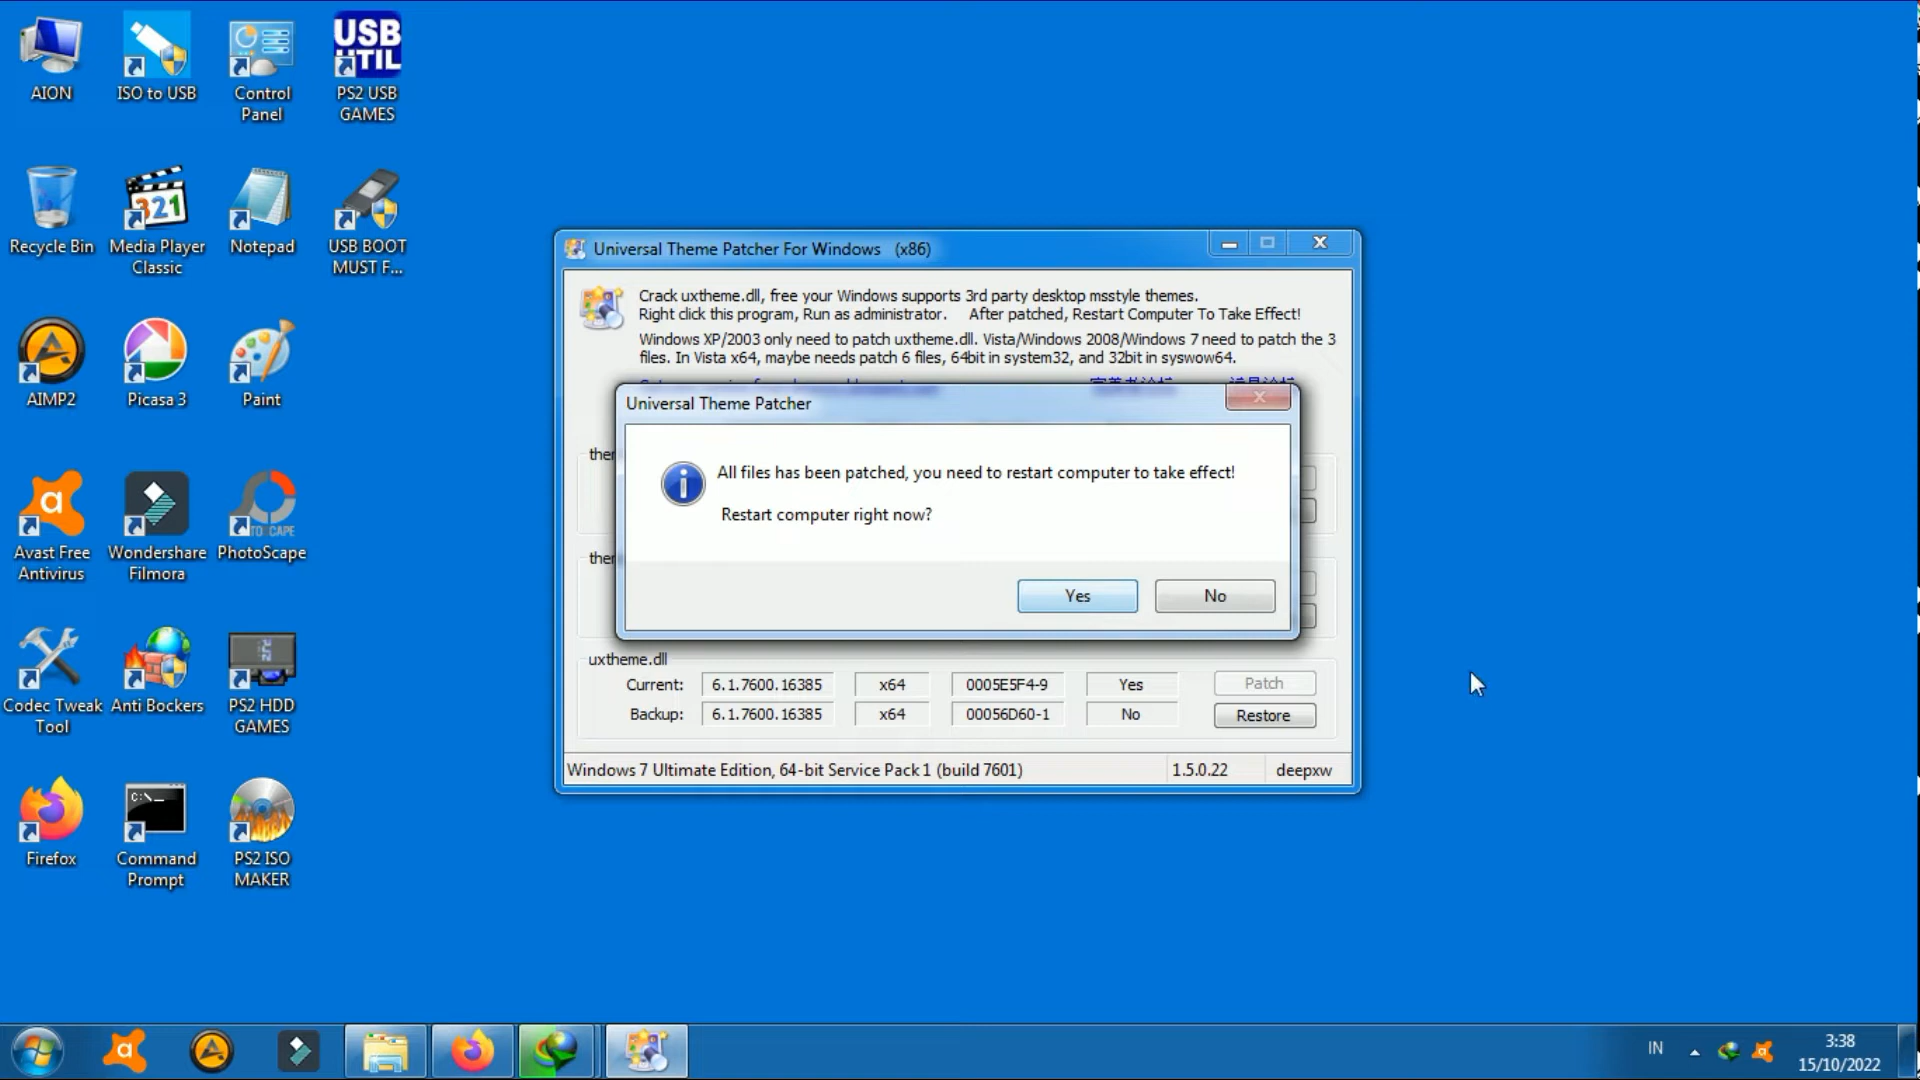 AION
ISO to USB
Control
Panel
USB
UTIL
PS2 USB
GAMES
Recycle Bin
321
Media Player
Classic
Notepad
USB BOOT
MUST F...
AIMP2
Picasa 3
Paint
Avast Free
Antivirus
Wondershare
Filmora
PhotoScape
Codec Tweak
Tool
Anti Bockers
PS2 HDD
GAMES
Firefox
C:\_
Command
Prompt
PS2 ISO
MAKER
Universal Theme Patcher For Windows (x86)
Crack uxtheme.dll, free your Windows supports 3rd party desktop msstyle themes.
Right click this program, Run as administrator. After patched, Restart Computer To Take Effect!
Windows XP/2003 only need to patch uxtheme.dll. Vista/Windows 2008/Windows 7 need to patch the 3
files. In Vista x64, maybe needs patch 6 files, 64bit in system32, and 32bit in syswow64.
Universal Theme Patcher
All files has been patched, you need to restart computer to take effect!
Restart computer right now?
Yes
No
uxtheme.dll
Current: 6.1.7600.16385 x64 0005E5F4-9 Yes Patch
Backup: 6.1.7600.16385 x64 00056D60-1 No Restore
Windows 7 Ultimate Edition, 64-bit Service Pack 1 (build 7601) 1.5.0.22 deepxw
IN
3:38
15/10/2022